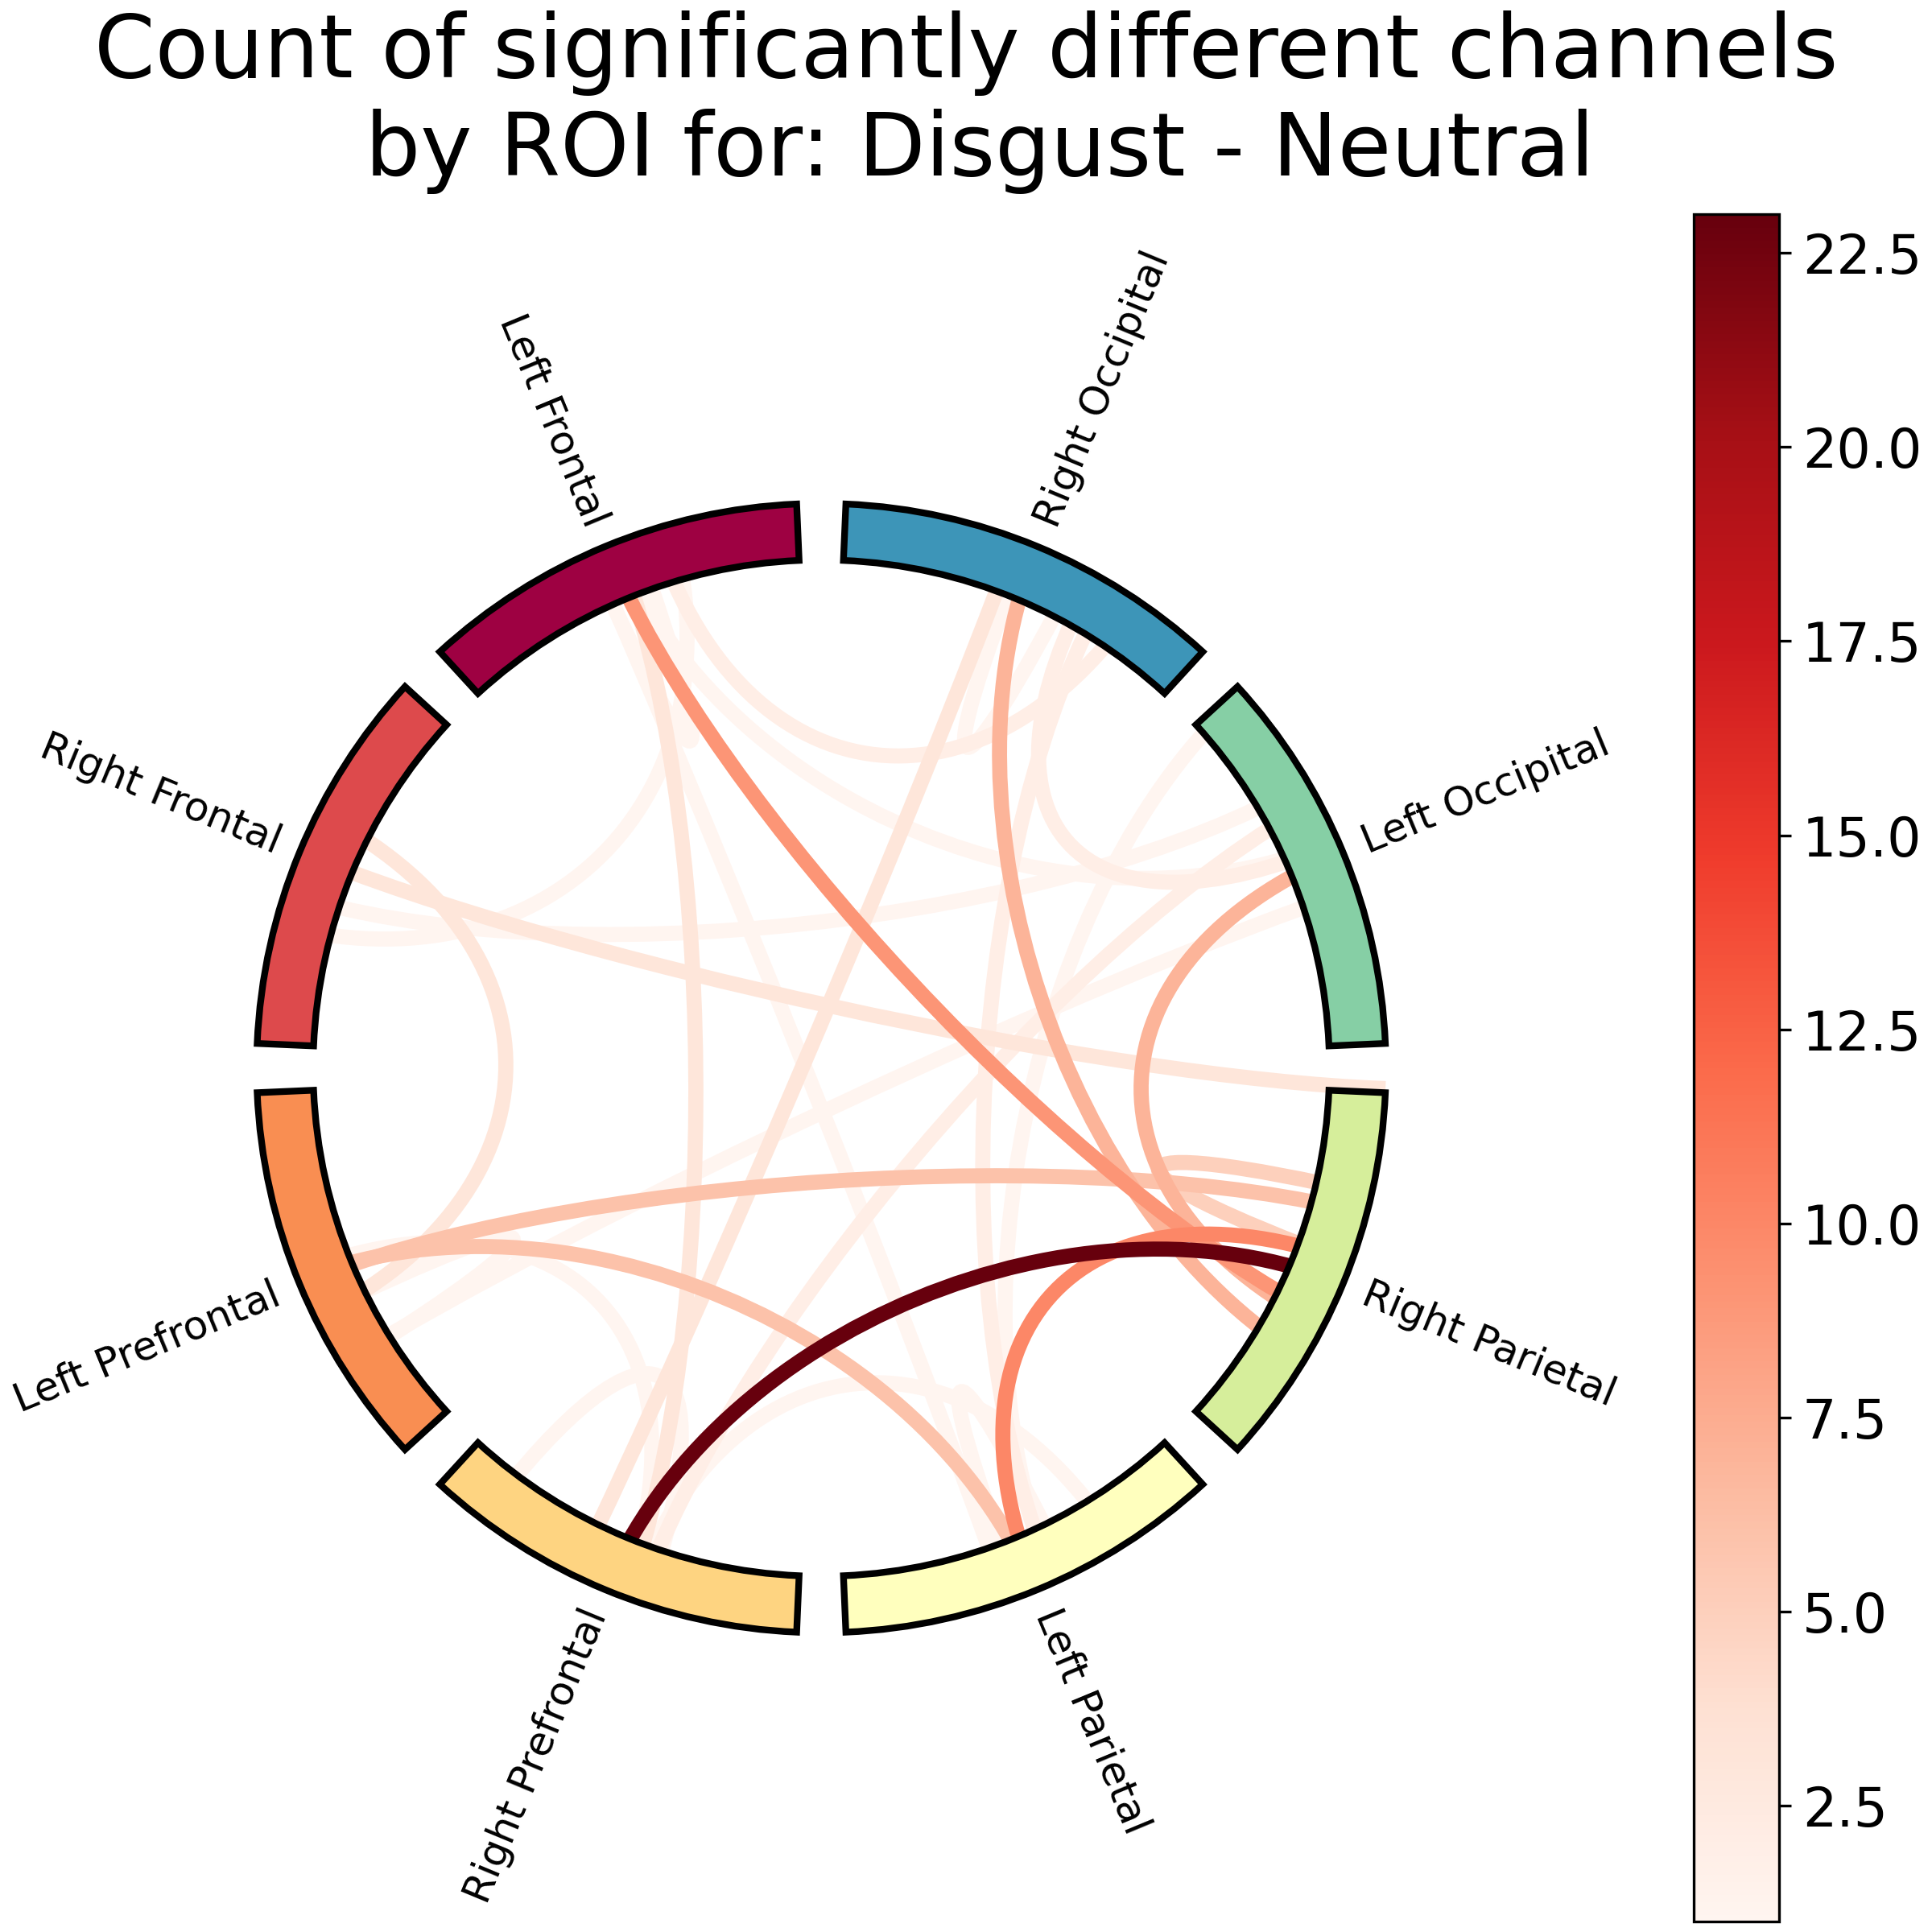 Count of significantly different channels
by ROI for: Disgust - Neutral
Left Frontal
Right Occipital
Right Frontal
Left Occipital
Left Prefrontal
Right Parietal
Right Prefrontal
Left Parietal
22.5
20.0
17.5
15.0
12.5
10.0
7.5
5.0
2.5